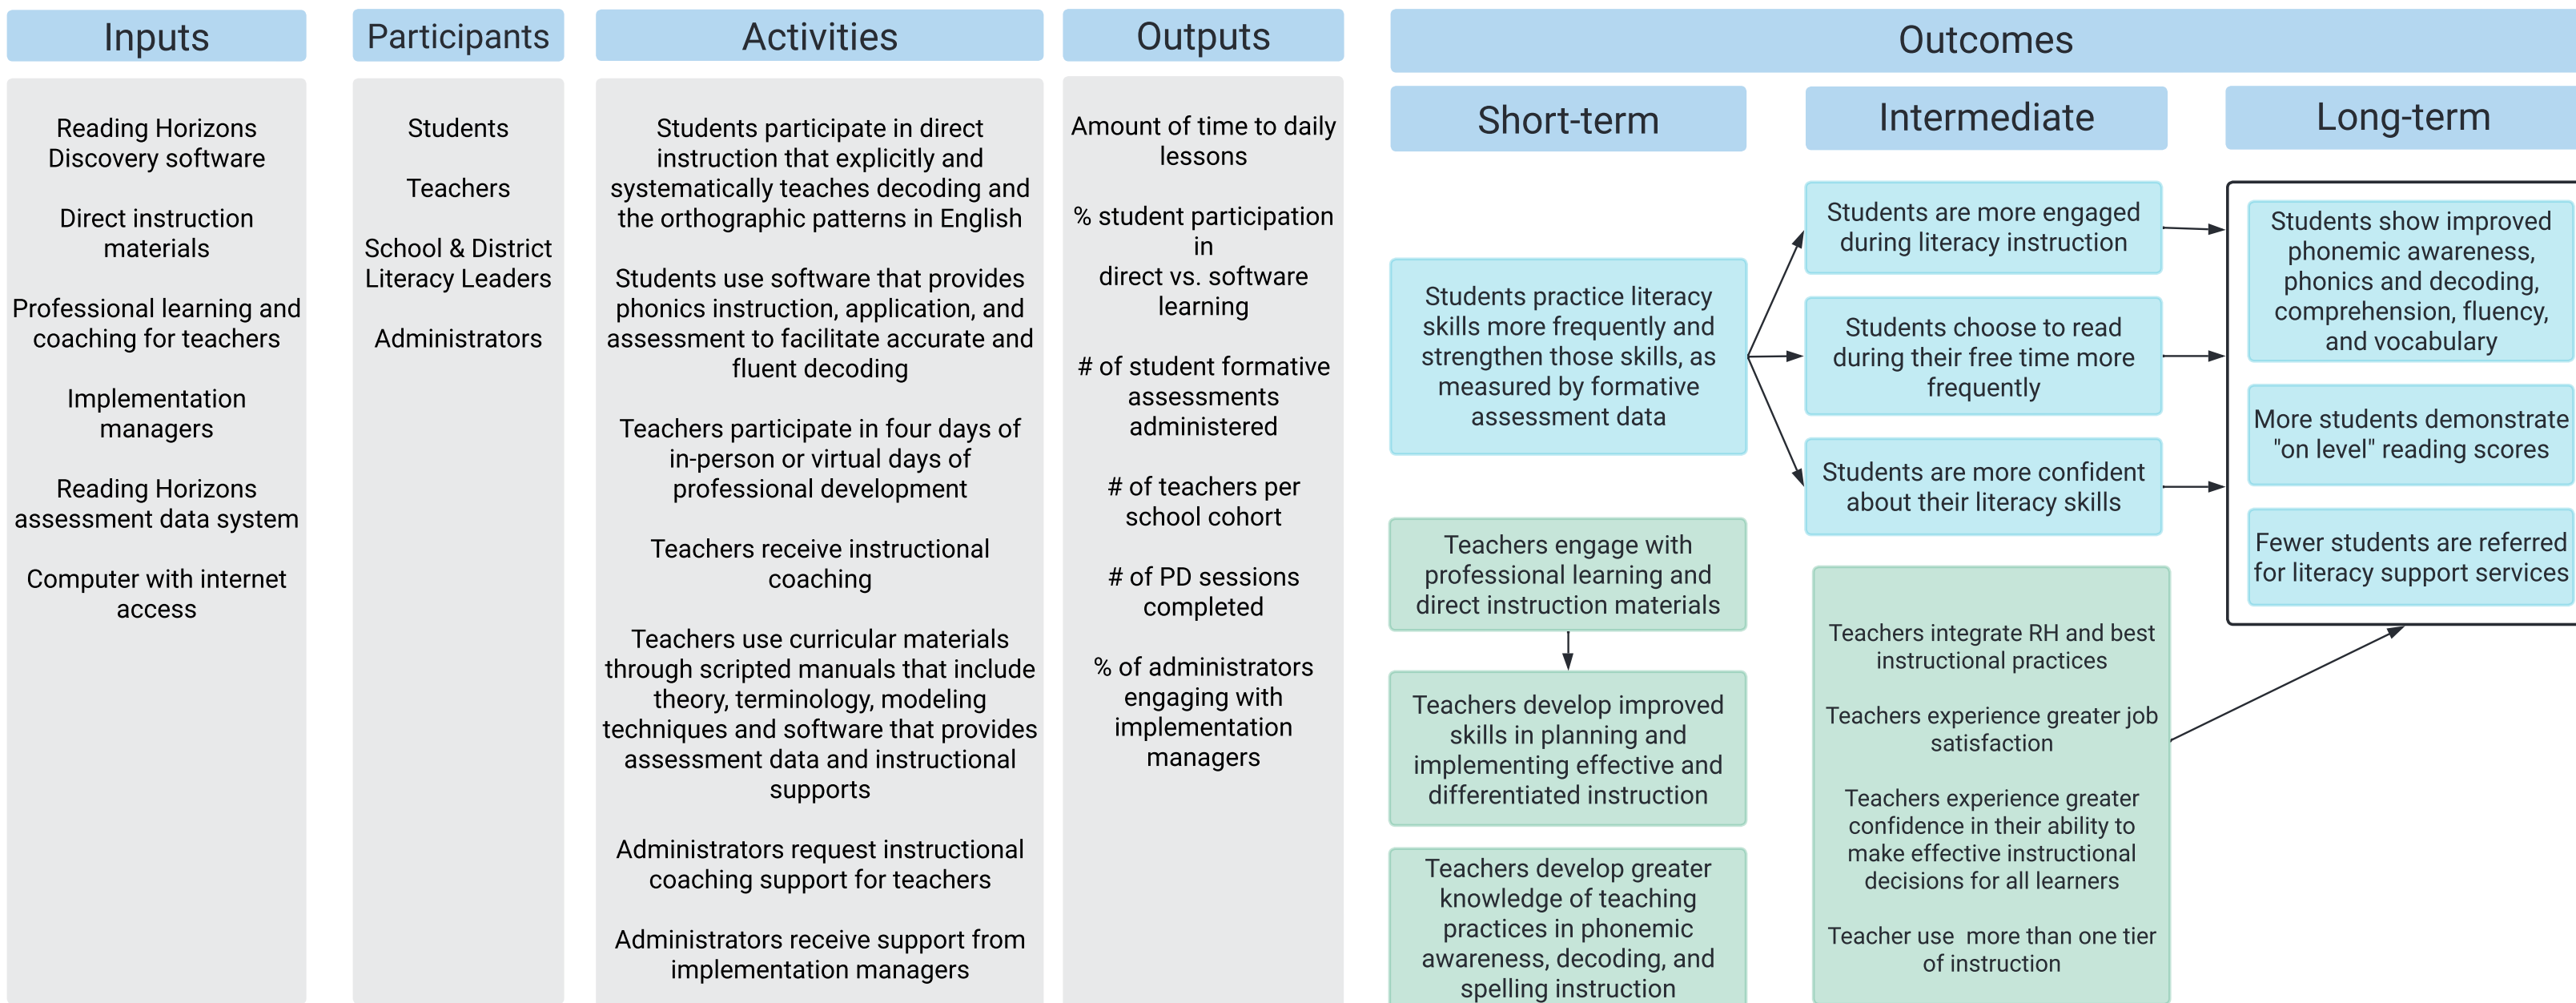 Inputs
Reading Horizons
Discovery software
Direct instruction
materials
Professional learning and
coaching for teachers
Implementation
managers
Reading Horizons
assessment data system
Computer with internet
access
Participants
Students
Teachers
School & District
Literacy Leaders
Administrators
Activities
Students participate in direct
instruction that explicitly and
systematically teaches decoding and
the orthographic patterns in English
Students use software that provides
phonics instruction, application, and
assessment to facilitate accurate and
fluent decoding
Teachers participate in four days of
in-person or virtual days of
professional development
Teachers receive instructional
coaching
Teachers use curricular materials
through scripted manuals that include
theory, terminology, modeling
techniques and software that provides
assessment data and instructional
supports
Administrators request instructional
coaching support for teachers
Administrators receive support from
implementation managers
Outputs
Amount of time to daily
lessons
% student participation
in
direct vs. software
learning
# of student formative
assessments
administered
# of teachers per
school cohort
# of PD sessions
completed
% of administrators
engaging with
implementation
managers
Outcomes
Short-term
Students practice literacy
skills more frequently and
strengthen those skills, as
measured by formative
assessment data
Teachers engage with
professional learning and
direct instruction materials
Teachers develop improved
skills in planning and
implementing effective and
differentiated instruction
Teachers develop greater
knowledge of teaching
practices in phonemic
awareness, decoding, and
spelling instruction
Intermediate
Students are more engaged
during literacy instruction
Students choose to read
during their free time more
frequently
Students are more confident
about their literacy skills
Teachers integrate RH and best
instructional practices
Teachers experience greater job
satisfaction
Teachers experience greater
confidence in their ability to
make effective instructional
decisions for all learners
Teacher use  more than one tier
of instruction
Long-term
Students show improved
phonemic awareness,
phonics and decoding,
comprehension, fluency,
and vocabulary
More students demonstrate
"on level" reading scores
Fewer students are referred
for literacy support services